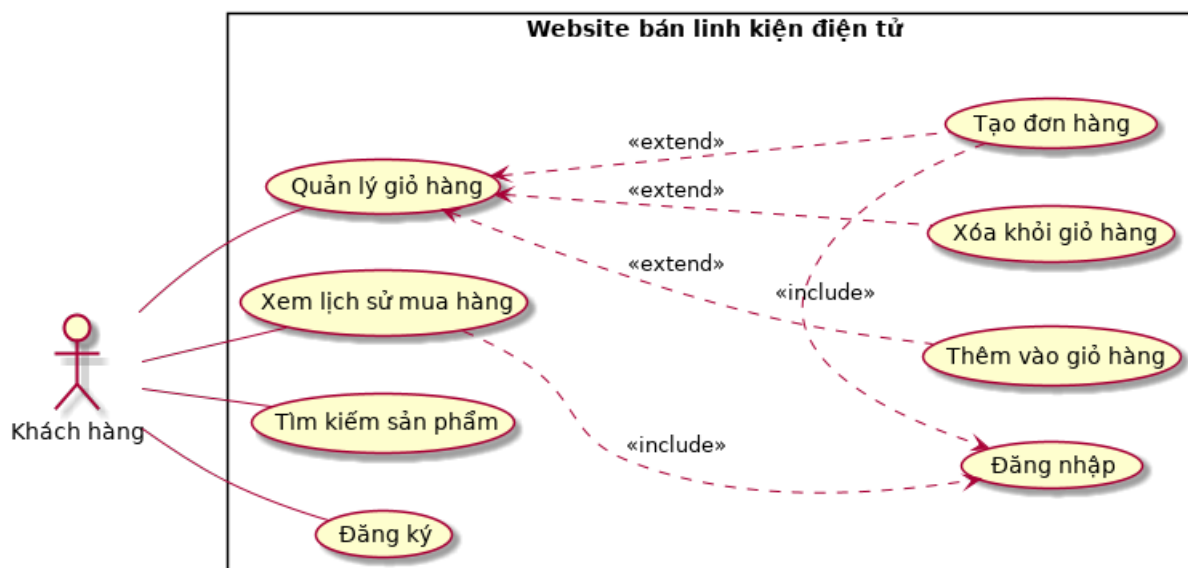 Website bán linh kiện điện tử
Tạo đơn hàng
«extend»
Quản lý giỏ hàng
«extend»
Xóa khỏi giỏ hàng
«extend»
Xem lịch sử mua hàng
«include»
Thêm vào giỏ hàng
Tìm kiếm sản phẩm
Khách hàng
«include»
Đăng nhập
Đăng ký